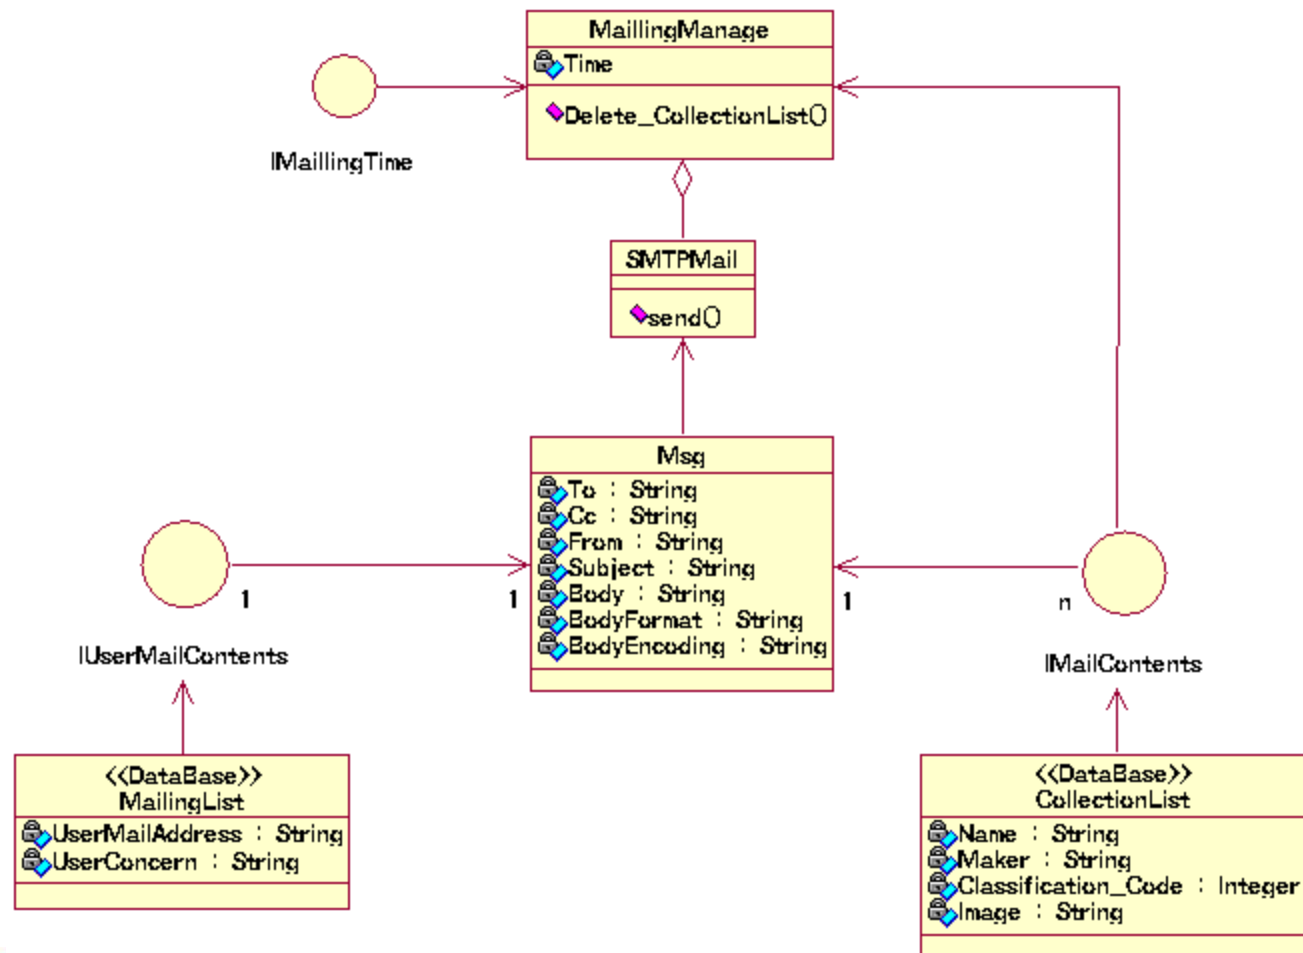 MaillingManage
Time
Delete_CollectionList()
IMaillingTime
SMTPMail
send()
Msg
To : String
Cc : String
From : String
Subject : String
Body : String
BodyFormat : String
BodyEncoding : String
1
1
1
n
IUserMailContents
IMailContents
<<DataBase>>
MailingList
UserMailAddress : String
UserConcern : String
<<DataBase>>
CollectionList
Name : String
Maker : String
Classification_Code : Integer
Image : String